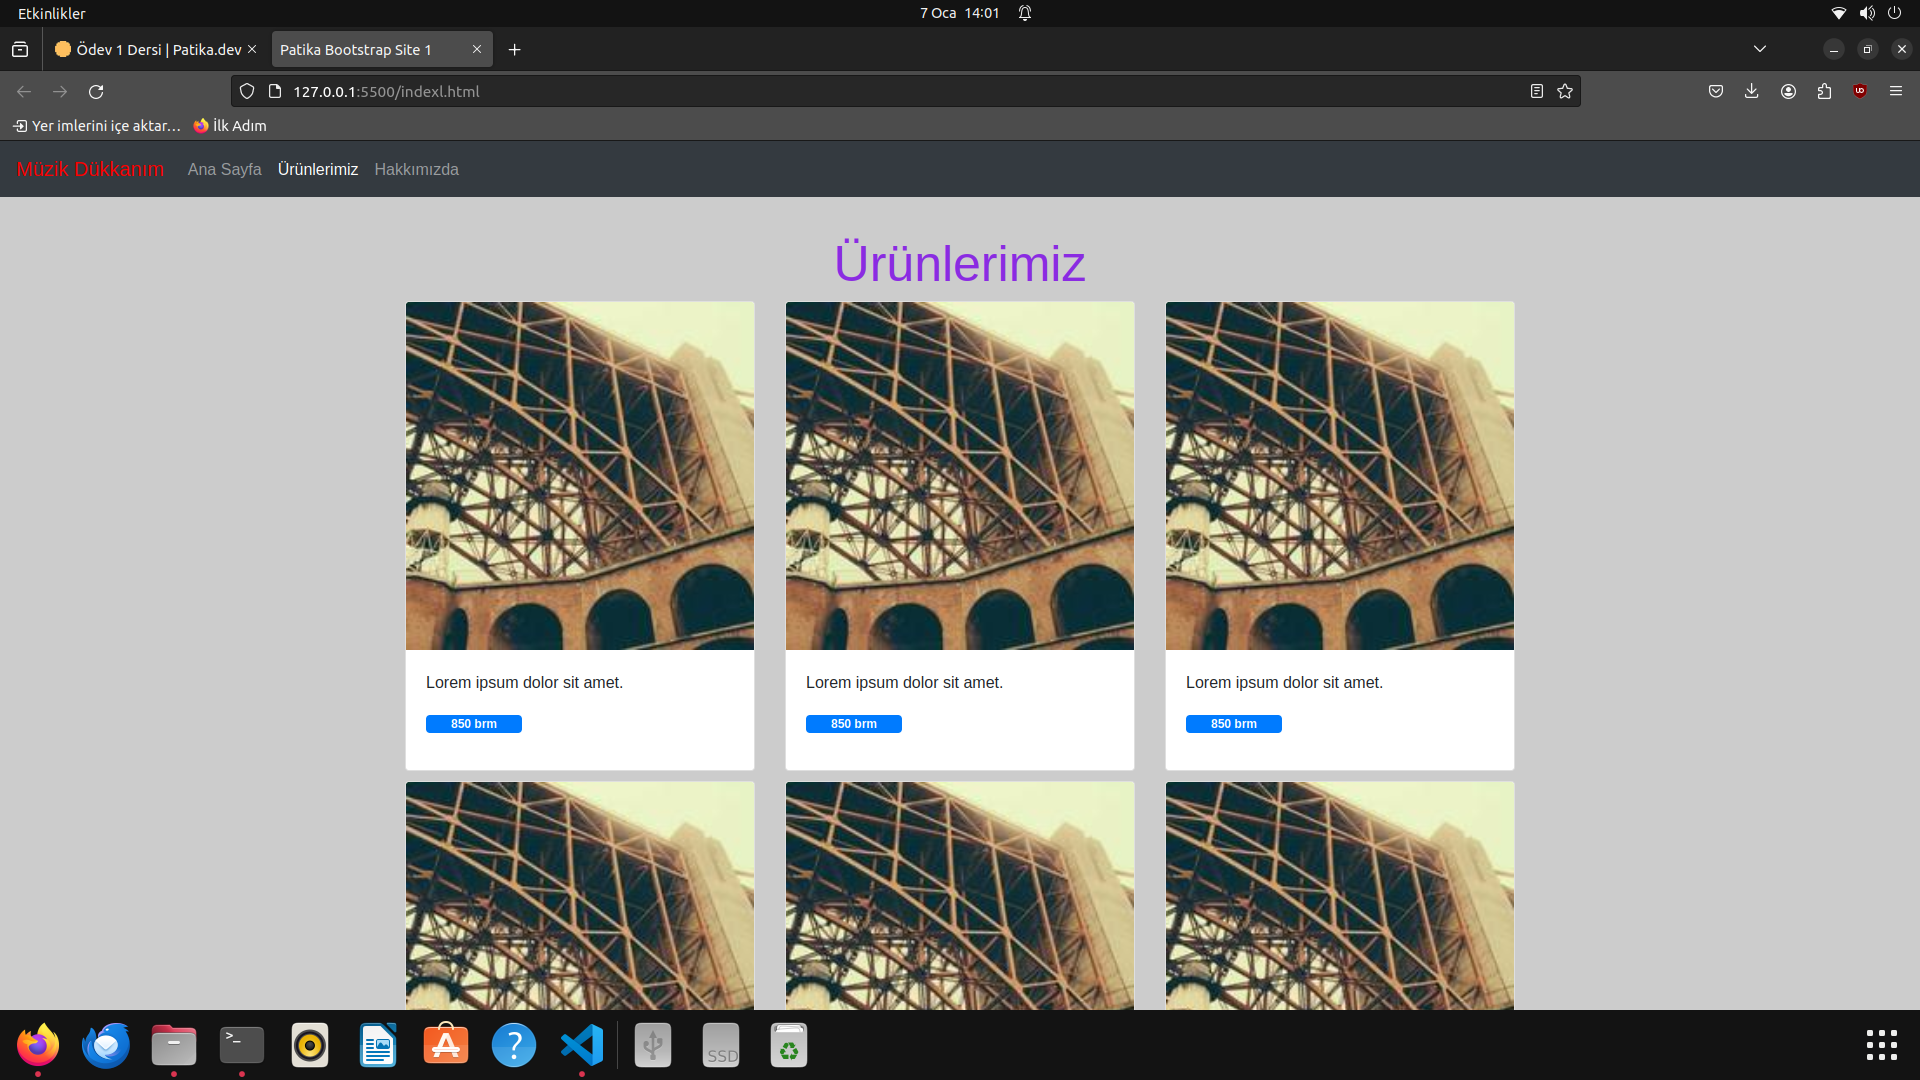 Etkinlikler
7 Oca 14:01
Ödev 1 Dersi | Patika.dev
Patika Bootstrap Site 1
127.0.0.1:5500/indexl.html
Yer imlerini içe aktar…
İlk Adım
Müzik Dükkanım
Ana Sayfa
Ürünlerimiz
Hakkımızda
Ürünlerimiz
Lorem ipsum dolor sit amet.
850 brm
Lorem ipsum dolor sit amet.
850 brm
Lorem ipsum dolor sit amet.
850 brm
SSD